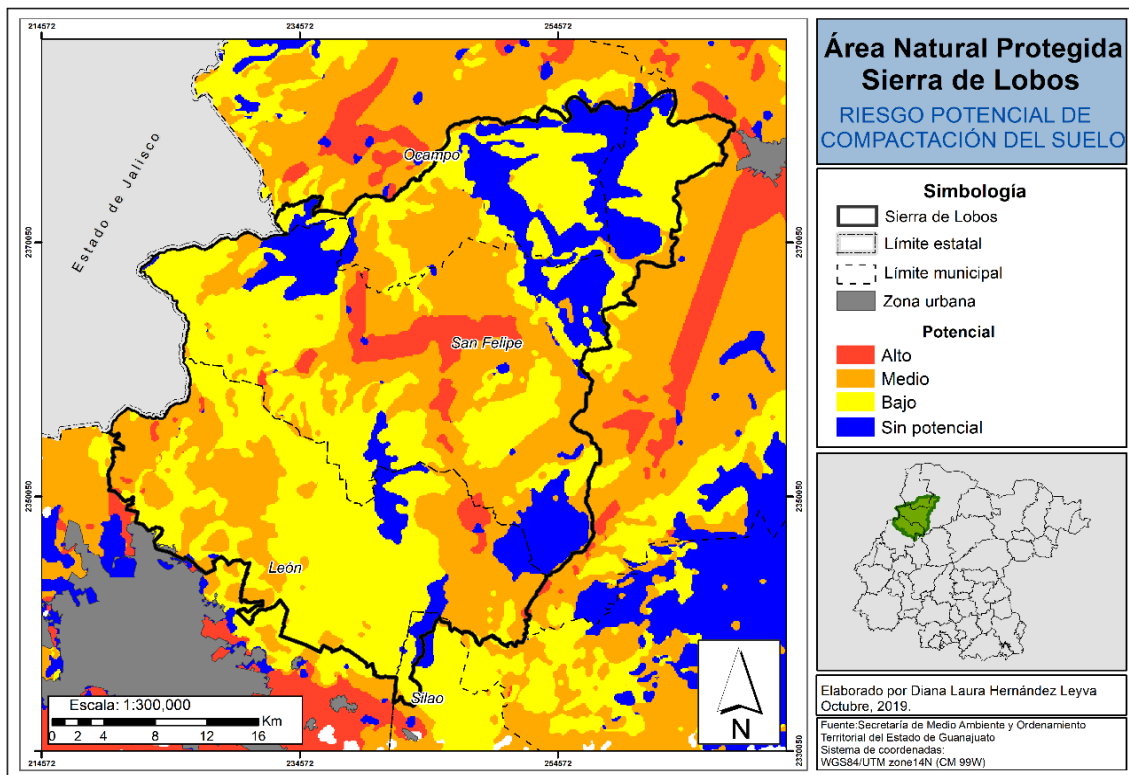 214572
234572
254572
2370050
2360050
2370050
2350050
2330050
214572
234572
254572
Estado de Jalisco
Ocampo
San Felipe
León
Silao
Escala: 1:300,000
0 2 4 8 12 16 Km
N
Área Natural Protegida
Sierra de Lobos
RIESGO POTENCIAL DE
COMPACTACIÓN DEL SUELO
Simbología
Sierra de Lobos
Límite estatal
Límite municipal
Zona urbana
Potencial
Alto
Medio
Bajo
Sin potencial
Elaborado por Diana Laura Hernández Leyva
Octubre, 2019.
Fuente:Secretaría de Medio Ambiente y Ordenamiento
Territorial del Estado de Guanajuato
Sistema de coordenadas:
WGS84/UTM zone14N (CM 99W)